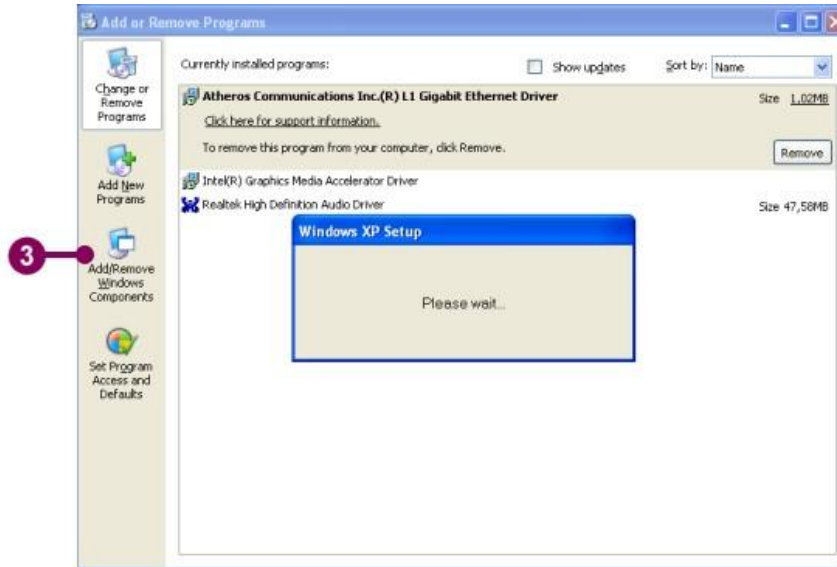 Add or Remove Programs
Change or
Remove
Programs
Currently installed programs:
Show updates
Sort by: Name
Atheros Communications Inc.(R) L1 Gigabit Ethernet Driver
Size 1,02MB
Click here for support information.
To remove this program from your computer, click Remove.
Remove
Add New
Programs
Intel(R) Graphics Media Accelerator Driver
Realtek High Definition Audio Driver
Size 47,58MB
Windows XP Setup
Please wait...
3
Add/Remove
Windows
Components
Set Program
Access and
Defaults